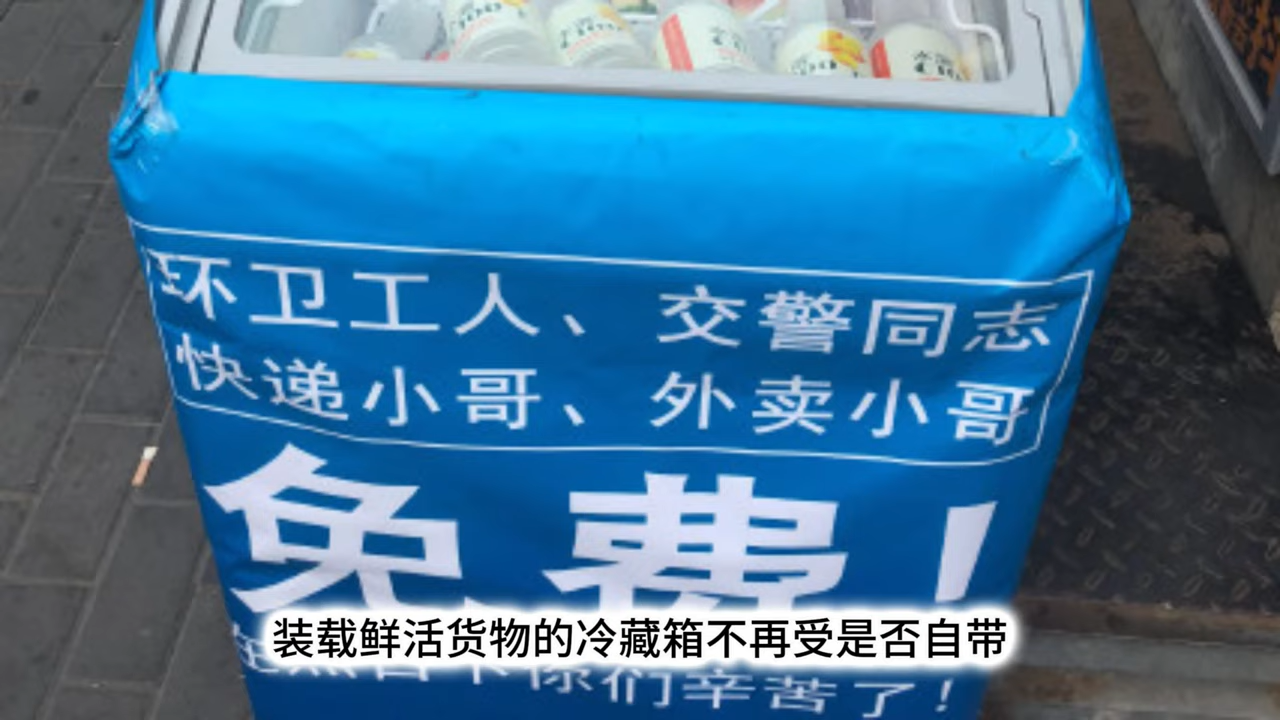 环卫工人、交警同志
快递小哥、外卖小哥
免费！
装载鲜活货物的冷藏箱不再受是否自带
你们辛苦了！